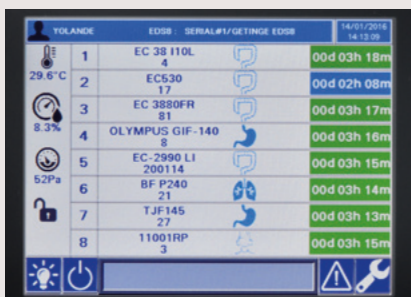 YOLANDE EDS8 : SERIAL#1/GETINGE EDS8 14/01/2016
14:13:09
29.6°C
8.3%
52Pa
1 EC 38 I10L
4 00d 03h 18m
2 EC530
17 00d 02h 08m
3 EC 3880FR
81 00d 03h 17m
4 OLYMPUS GIF-140
8 00d 03h 16m
5 EC-2990 LI
200114 00d 03h 15m
6 BF P240
21 00d 03h 14m
7 TJF145
27 00d 03h 13m
8 11001RP
3 00d 03h 15m